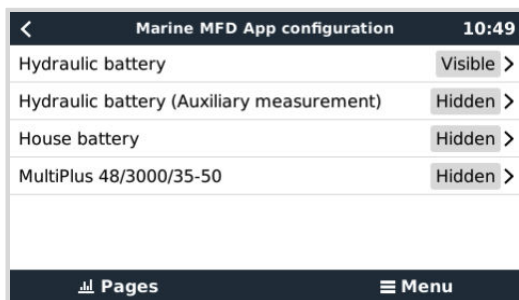 Marine MFD App configuration 10:49
Hydraulic battery Visible
Hydraulic battery (Auxiliary measurement) Hidden
House battery Hidden
MultiPlus 48/3000/35-50 Hidden
Pages Menu